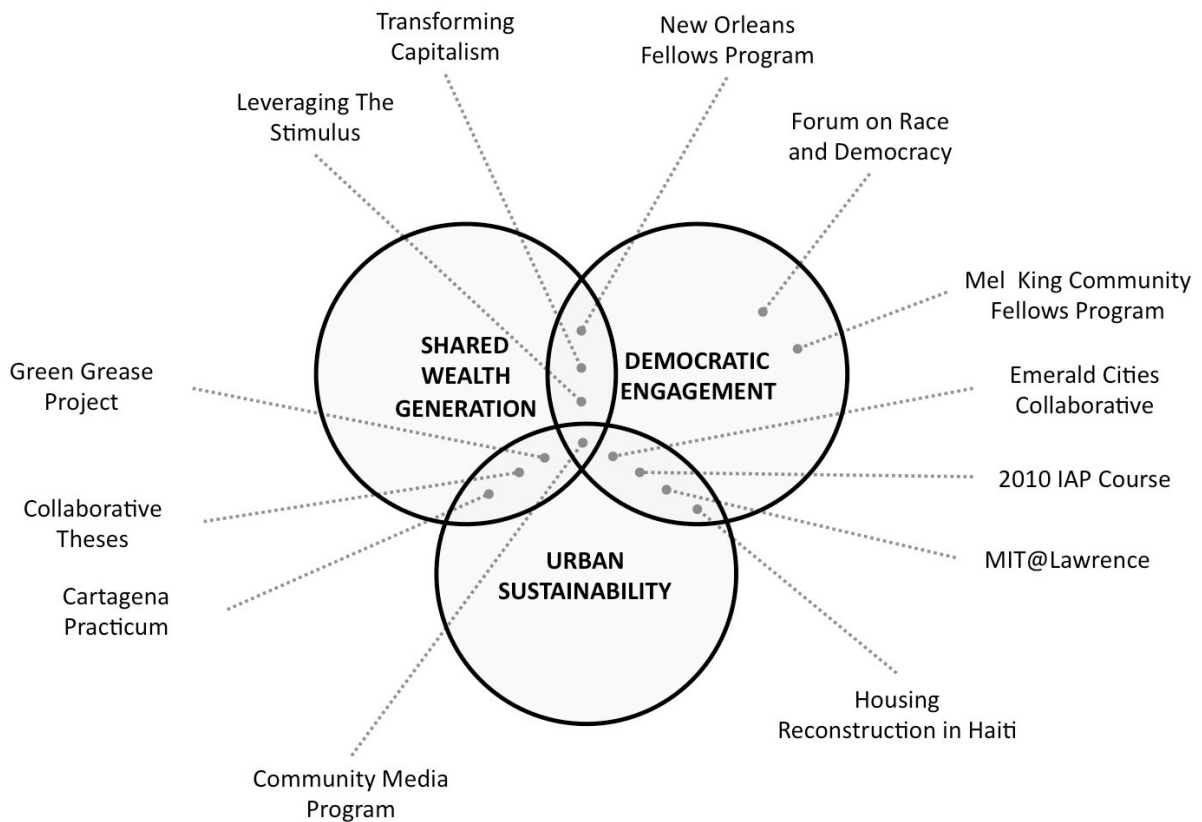 Transforming
Capitalism
New Orleans
Fellows Program
Leveraging The
Stimulus
Forum on Race
and Democracy
Mel King Community
Fellows Program
SHARED
WEALTH
GENERATION
DEMOCRATIC
ENGAGEMENT
Green Grease
Project
Emerald Cities
Collaborative
2010 IAP Course
Collaborative
Theses
MIT@Lawrence
URBAN
SUSTAINABILITY
Cartagena
Practicum
Housing
Reconstruction in Haiti
Community Media
Program